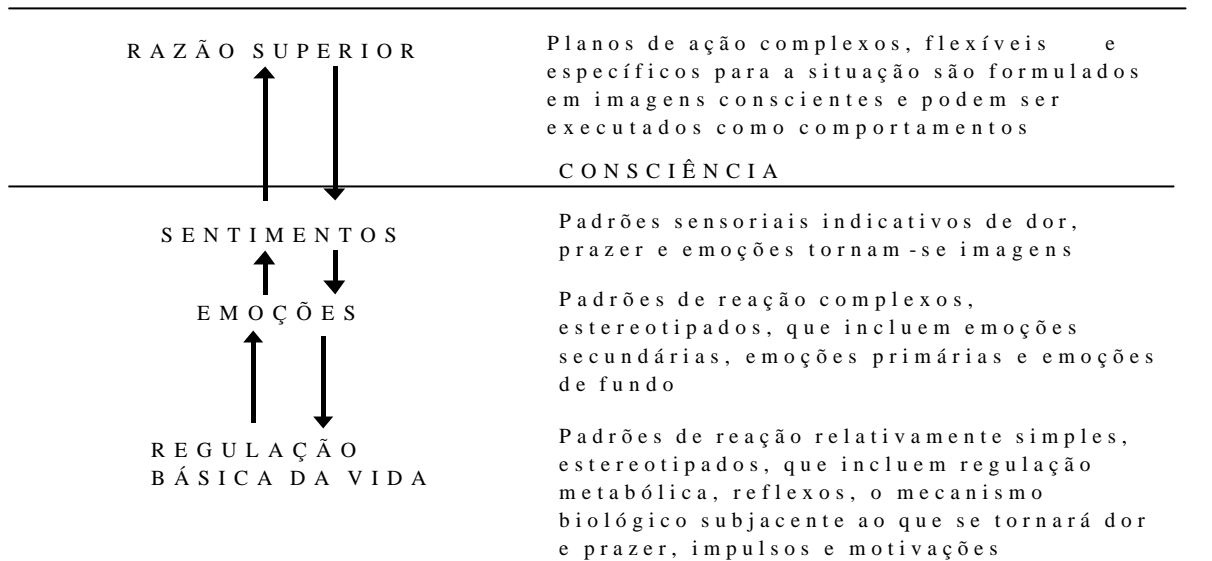 RAZÃO SUPERIOR
Planos de ação complexos, flexíveis e
específicos para a situação são formulados
em imagens conscientes e podem ser
executados como comportamentos
CONSCIÊNCIA
SENTIMENTOS
Padrões sensoriais indicativos de dor,
prazer e emoções tornam-se imagens
EMOÇÕES
Padrões de reação complexos,
estereotipados, que incluem emoções
secundárias, emoções primárias e emoções
de fundo
REGULAÇÃO
BÁSICA DA VIDA
Padrões de reação relativamente simples,
estereotipados, que incluem regulação
metabólica, reflexos, o mecanismo
biológico subjacente ao que se tornará dor
e prazer, impulsos e motivações